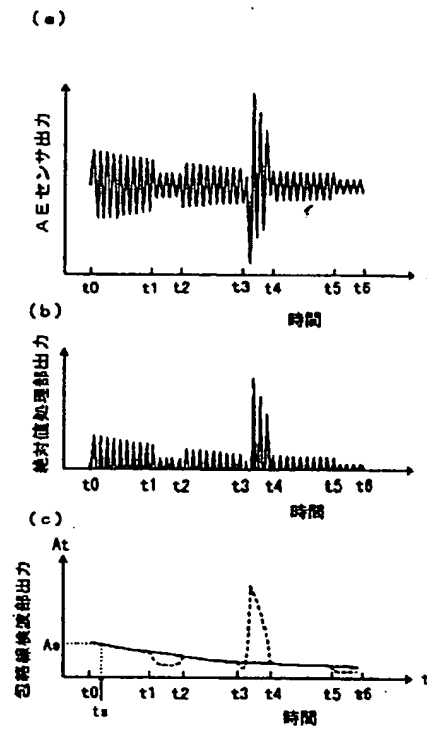 (a)
AEセンサ出力
t0 t1 t2 t3 t4 t5 t6
時間
(b)
絶対値処理部出力
t0 t1 t2 t3 t4 t5 t6
時間
(c)
At
包絡線検波部出力
As
t0 t1 t2 t3 t4 t5 t6
t
ts
時間